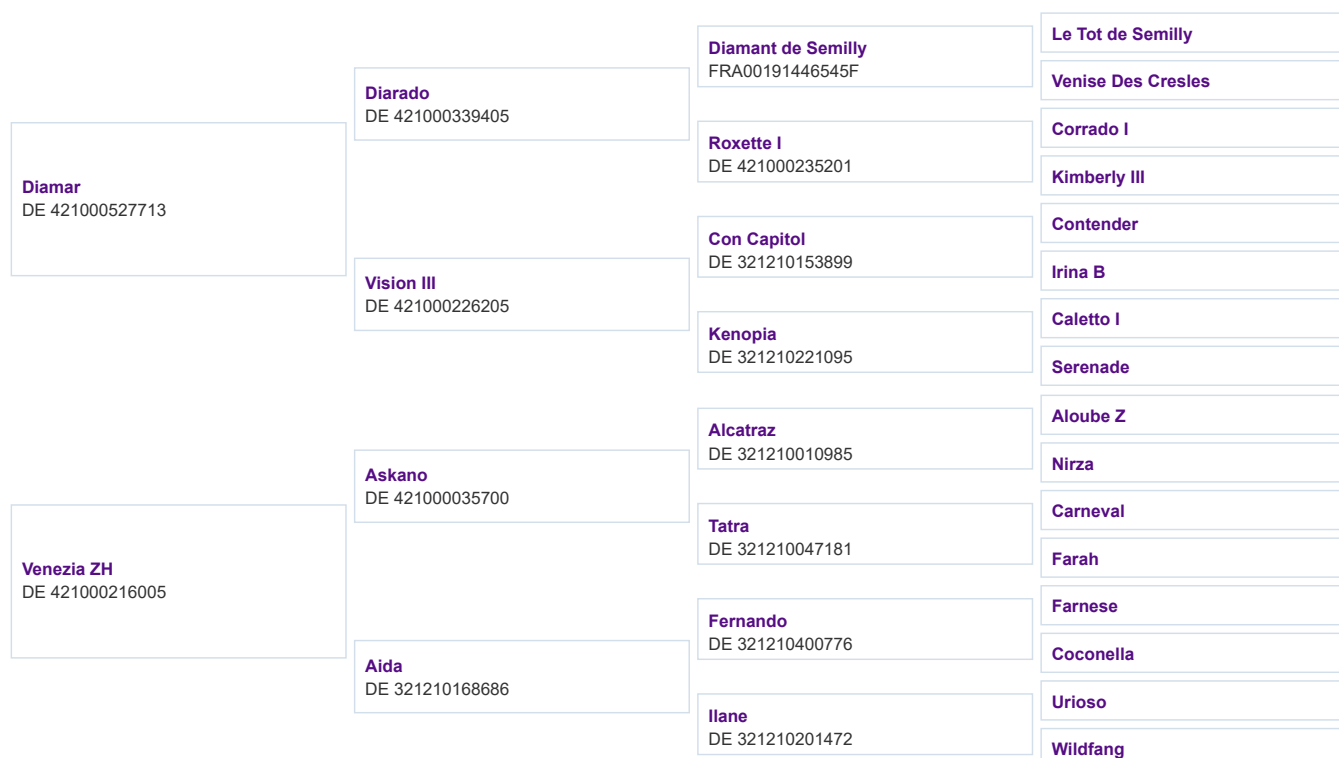 Diamar
DE 421000527713
Venezia ZH
DE 421000216005
Diarado
DE 421000339405
Vision III
DE 421000226205
Askano
DE 421000035700
Aida
DE 321210168686
Diamant de Semilly
FRA00191446545F
Roxette I
DE 421000235201
Con Capitol
DE 321210153899
Kenopia
DE 321210221095
Alcatraz
DE 321210010985
Tatra
DE 321210047181
Fernando
DE 321210400776
Ilane
DE 321210201472
Le Tot de Semilly
Venise Des Cresles
Corrado I
Kimberly III
Contender
Irina B
Caletto I
Serenade
Aloube Z
Nirza
Carneval
Farah
Farnese
Coconella
Urioso
Wildfang